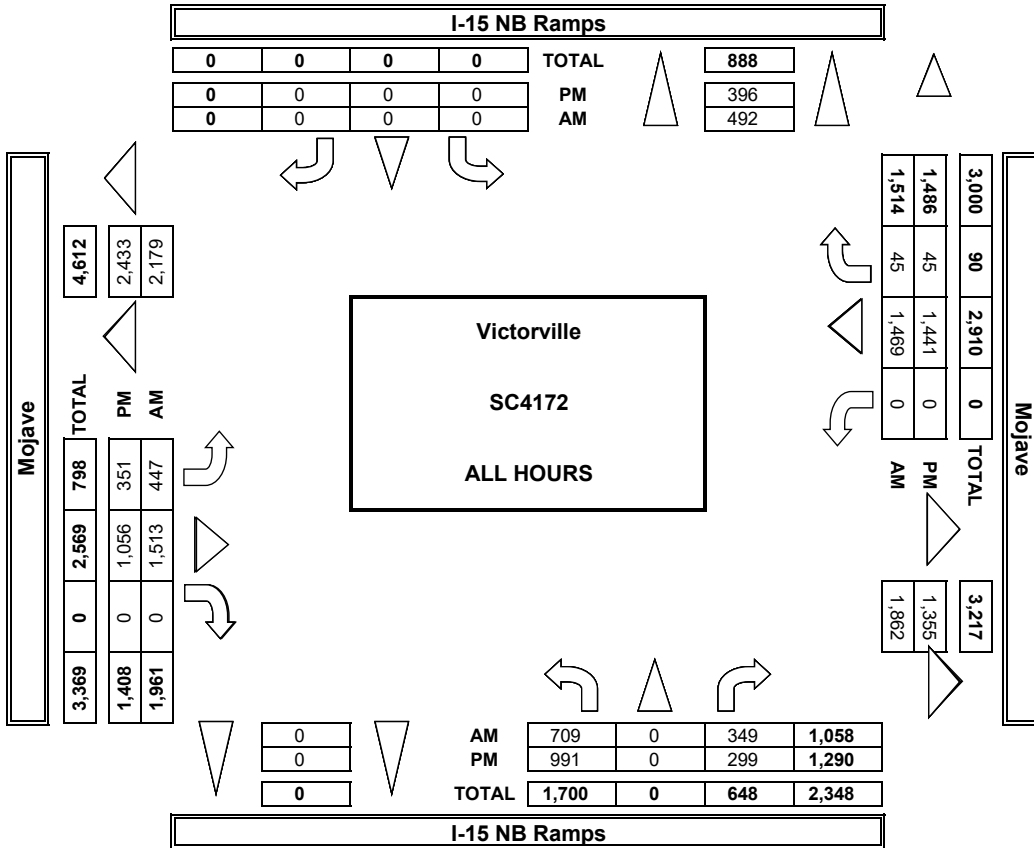 I-15 NB Ramps
0 0 0 0 TOTAL 888
0 0 0 0 PM 396
0 0 0 0 AM 492
Mojave
4,612
2,433
2,179
TOTAL PM AM
798 351 447
2,569 1,056 1,513
0 0 0
3,369 1,408 1,961
Victorville
SC4172
ALL HOURS
1,514 1,486 3,000
45 45 90
1,469 1,441 2,910
0 0 0
AM PM TOTAL
1,862 1,355 3,217
Mojave
0 AM 709 0 349 1,058
0 PM 991 0 299 1,290
0 TOTAL 1,700 0 648 2,348
I-15 NB Ramps